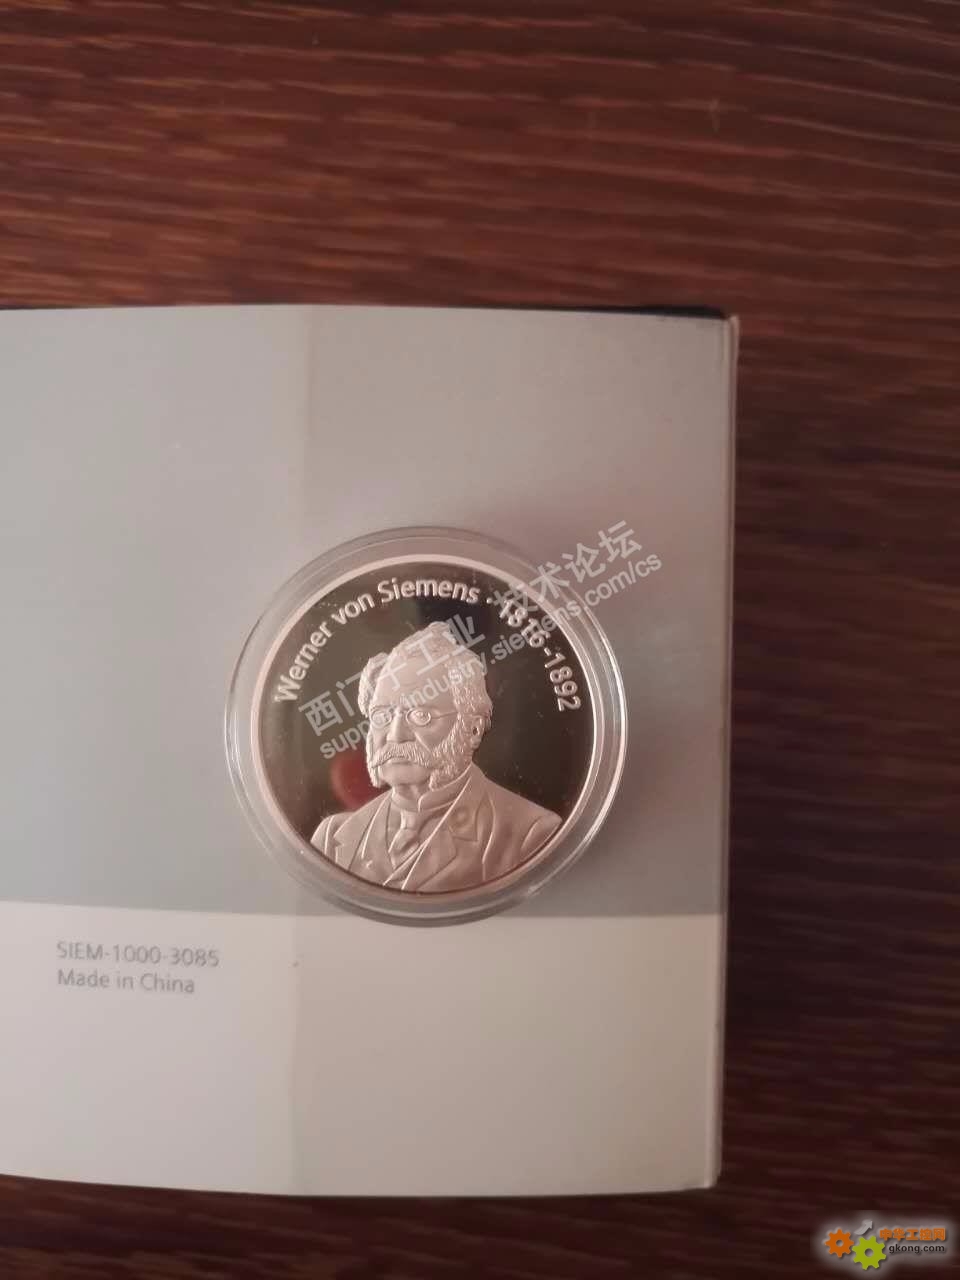 Werner von Siemens · 1816-1892
西门子工业 技术论坛
support.industry.siemens.com/cs
SIEM-1000-3085
Made in China
中华工控网
gkong.com